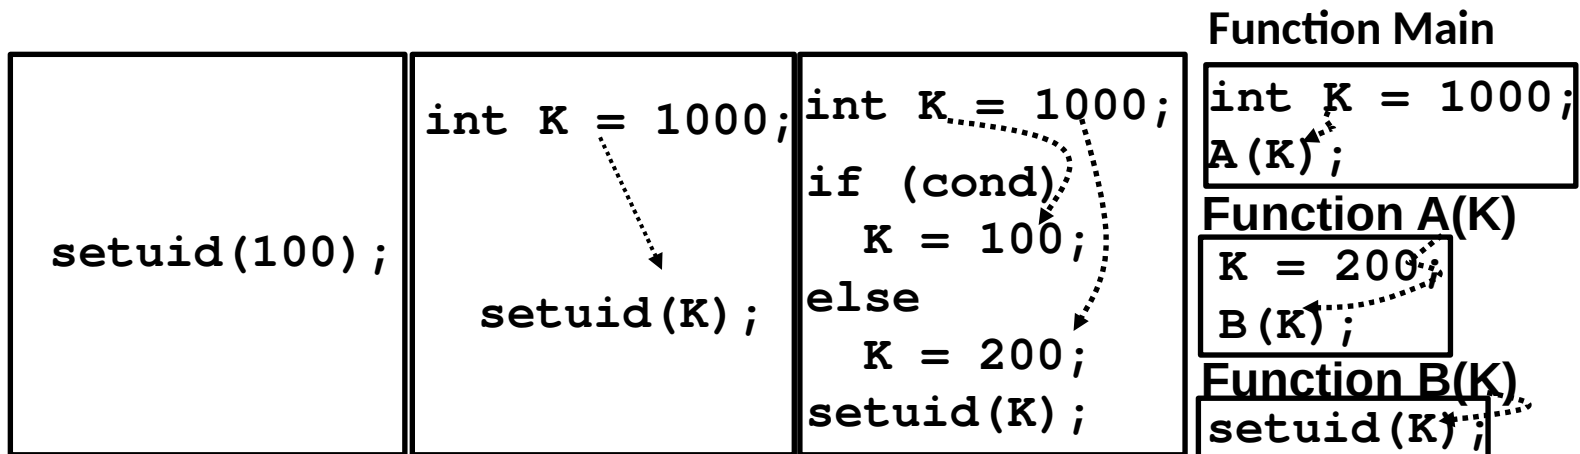 setuid(100);
int K = 1000;
setuid(K);
int K = 1000;
if (cond)
K = 100;
else
K = 200;
setuid(K);
Function Main
int K = 1000;
A(K);
Function A(K)
K = 200;
B(K);
Function B(K)
setuid(K);